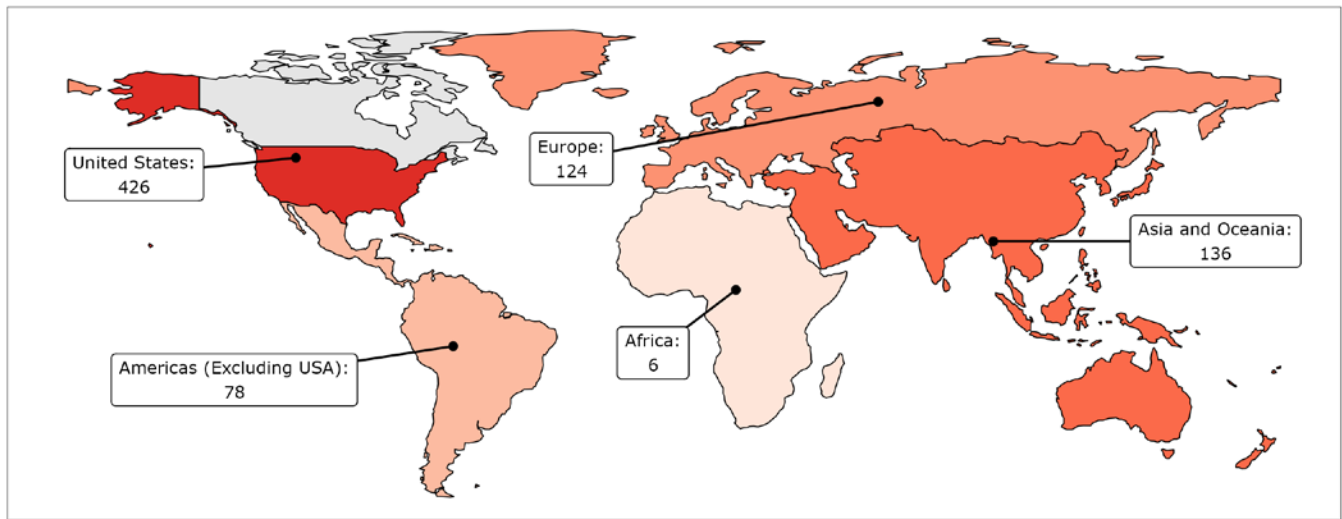 United States:
426
Europe:
124
Asia and Oceania:
136
Africa:
6
Americas (Excluding USA):
78